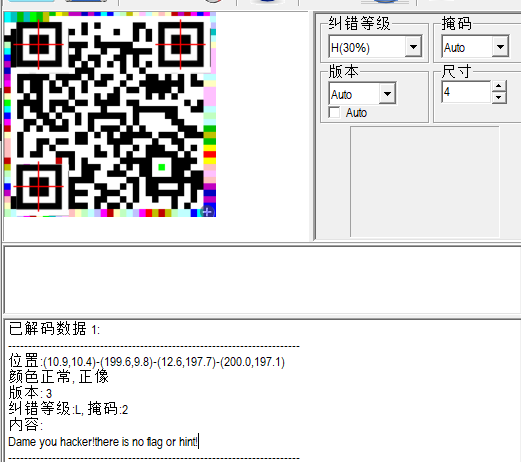 纠错等级
掩码
H(30%)
Auto
版本
尺寸
Auto
4
Auto
已解码数据 1:
位置:(10.9,10.4)-(199.6,9.8)-(12.6,197.7)-(200.0,197.1)
颜色正常, 正像
版本: 3
纠错等级:L, 掩码:2
内容:
Dame you hacker!there is no flag or hint!